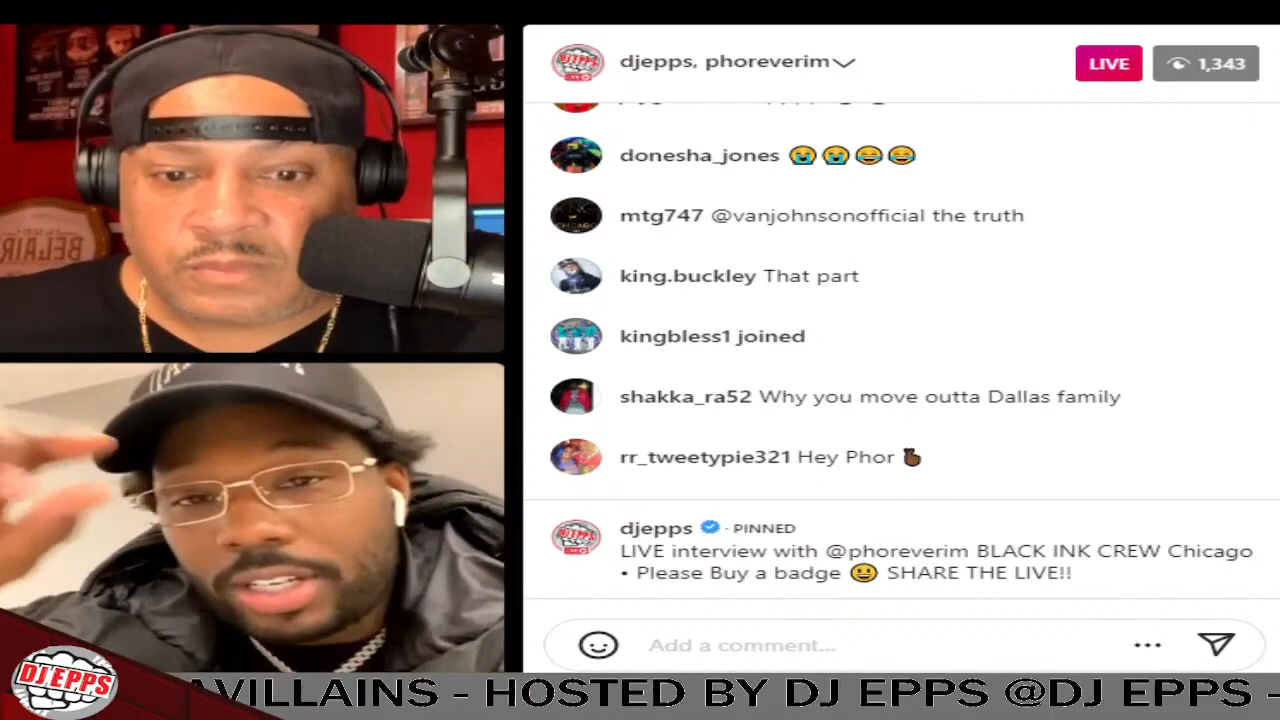 djepps, phoreverim
LIVE
1,343
donesha_jones 😭😭😂😂
mtg747 @vanjohnsonofficial the truth
king.buckley That part
kingbless1 joined
shakka_ra52 Why you move outta Dallas family
rr_tweetypie321 Hey Phor
djepps · PINNED
LIVE interview with @phoreverim BLACK INK CREW Chicago
• Please Buy a badge 😃 SHARE THE LIVE!!
Add a comment...
BELAIR
DJ EPPS
AVILLAINS - HOSTED BY DJ EPPS @DJ EPPS -